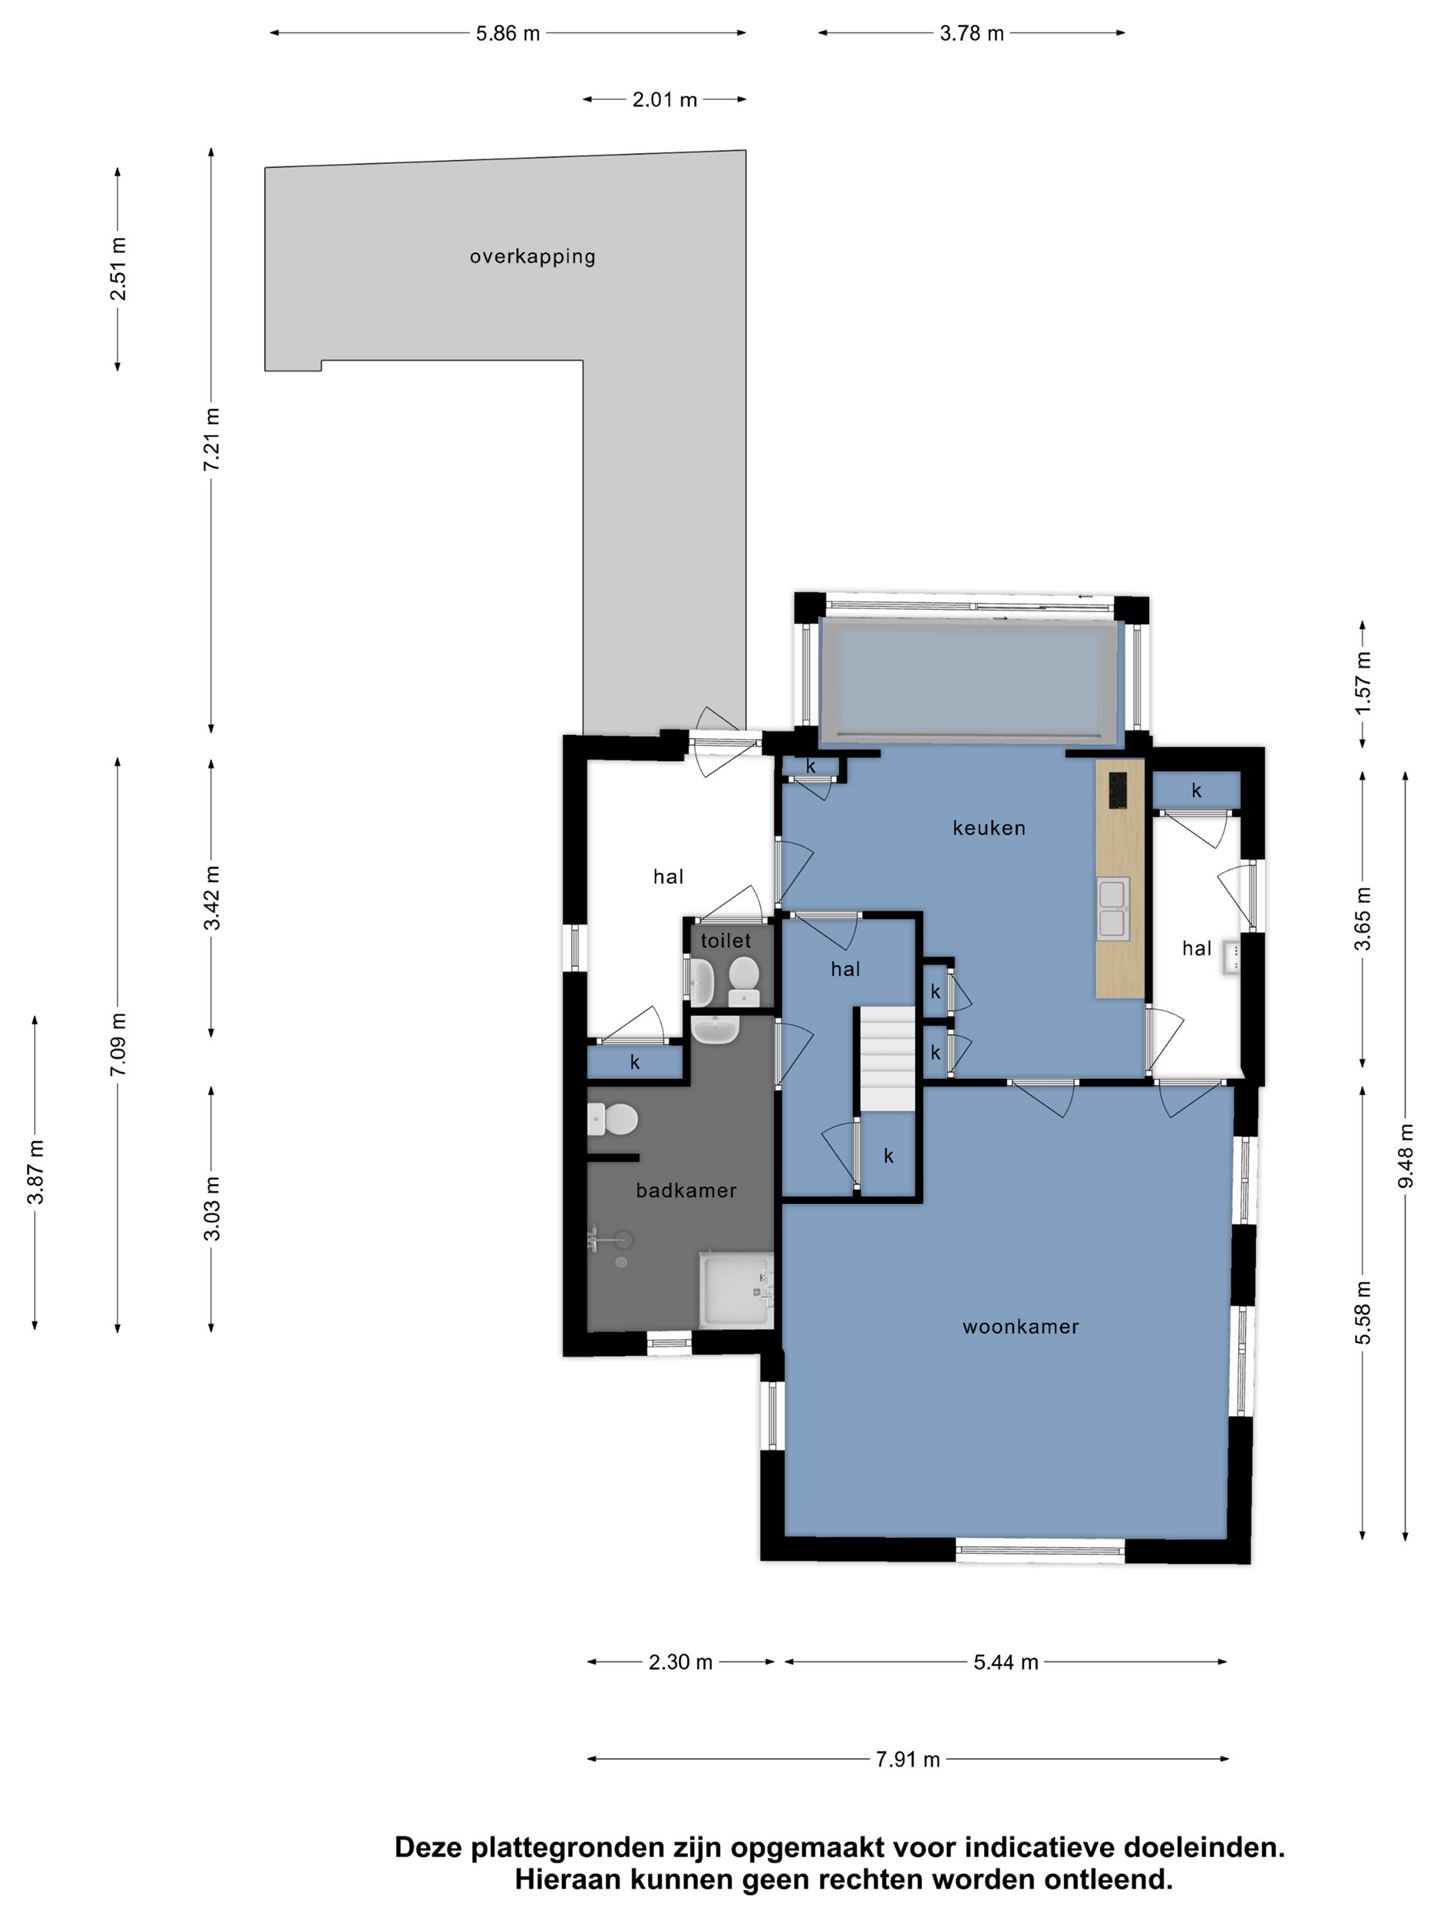 5.86 m
3.78 m
2.01 m
overkapping
2.51 m
7.21 m
1.57 m
k
k
keuken
hal
3.42 m
3.65 m
toilet
hal
hal
k
7.09 m
k
k
9.48 m
3.87 m
k
badkamer
3.03 m
5.58 m
woonkamer
2.30 m
5.44 m
7.91 m
Deze plattegronden zijn opgemaakt voor indicatieve doeleinden.
Hieraan kunnen geen rechten worden ontleend.